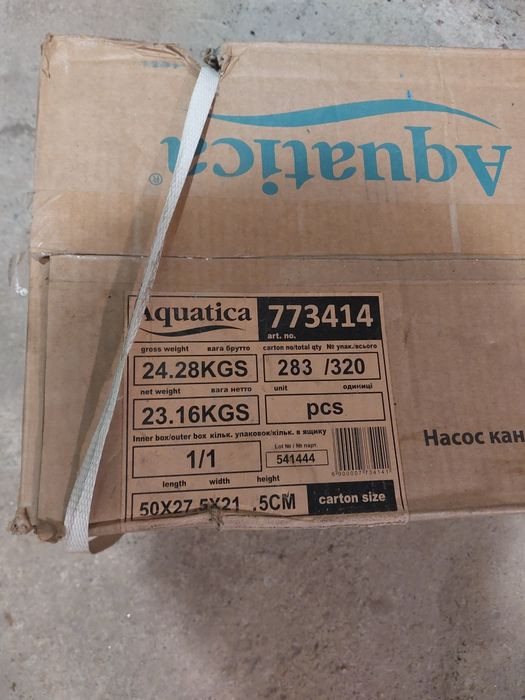 Aquatica®
Aquatica 773414
art. no.
gross weight вага брутто carton no/total qty № упак./всього
24.28KGS 283 /320
net weight вага нетто unit одиниці
23.16KGS pcs
Inner box/outer box кільк. упаковок/кільк. в ящику Lot № / № парт.
1/1 541444
6900007734141
length width height
50X27.5X21.5CM carton size
Насос кан